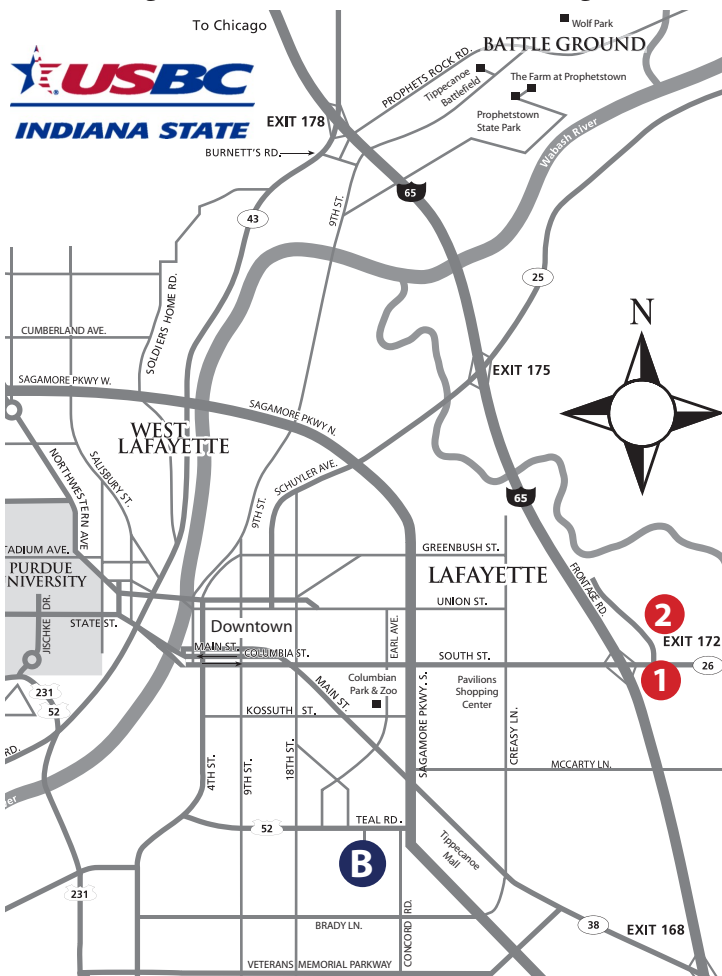 To Chicago
Wolf Park
BATTLE GROUND
USBC
INDIANA STATE
PROPHETS ROCK RD.
Tippecanoe
Battlefield
The Farm at Prophetstown
Prophetstown
State Park
EXIT 178
BURNETT'S RD.
Wabash River
65
9TH ST.
43
25
SOLDIERS HOME RD.
CUMBERLAND AVE.
N
EXIT 175
SAGAMORE PKWY W.
SAGAMORE PKWY N.
WEST
LAFAYETTE
NORTHWESTERN AVE
SALISBURY ST.
SCHUYLER AVE.
9TH ST.
65
GREENBUSH ST.
TADIUM AVE.
PURDUE
NIVERSITY
LAFAYETTE
FRONTAGE RD.
JISCHKE DR.
STATE ST.
UNION ST.
2
EXIT 172
Downtown
EARL AVE.
MAIN ST.
COLUMBIA ST.
SOUTH ST.
26
1
MAIN ST.
Columbian
Park & Zoo
Pavilions
Shopping
Center
231
52
KOSSUTH ST.
SAGAMORE PKWY. S.
CREASY LN.
RD.
4TH ST.
9TH ST.
18TH ST.
MCCARTY LN.
TEAL RD.
52
B
Tippecanoe
Mall
231
BRADY LN.
CONCORD RD.
38
EXIT 168
VETERANS MEMORIAL PARKWAY